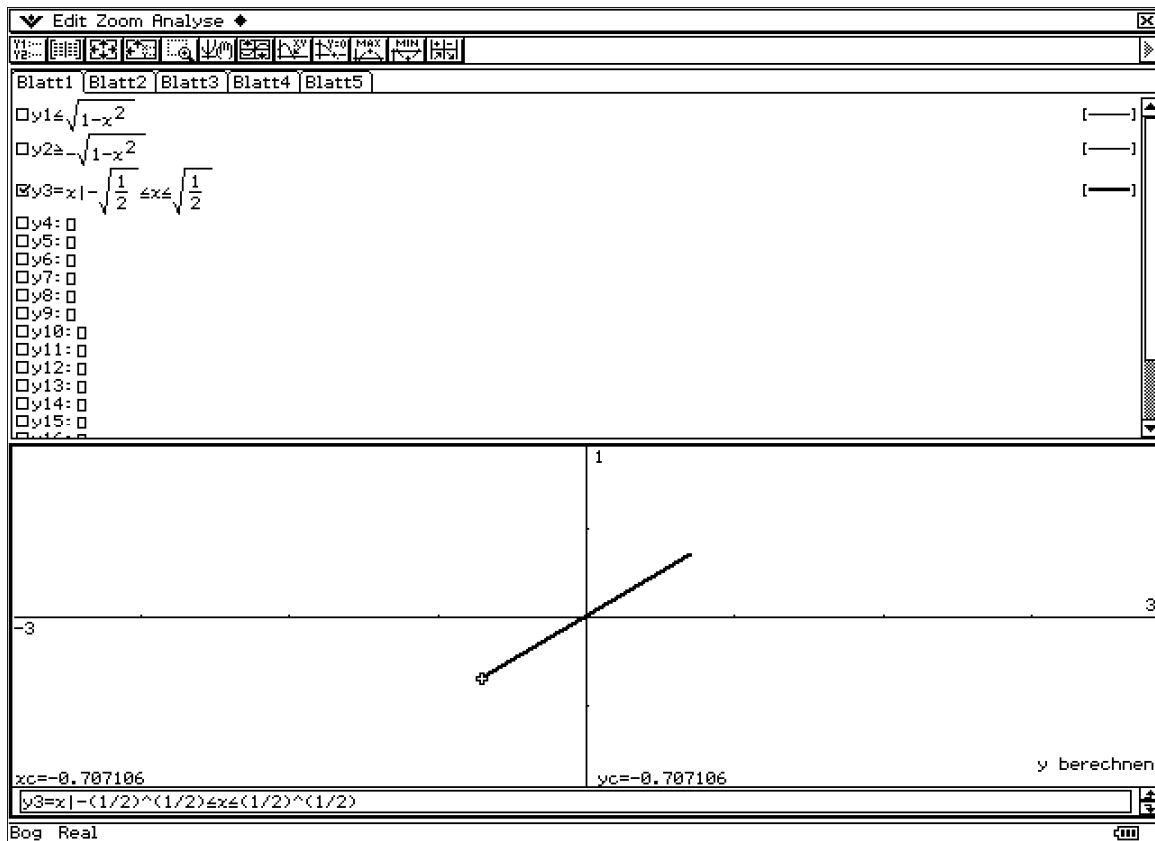 Edit Zoom Analyse ◆
Blatt1 Blatt2 Blatt3 Blatt4 Blatt5
y1≤√(1-x²)
y2≥-√(1-x²)
y3=x|-√(1/2)≤x≤√(1/2)
y4:
y5:
y6:
y7:
y8:
y9:
y10:
y11:
y12:
y13:
y14:
y15:
1
-3
3
y berechnen
xc=-0.707106
yc=-0.707106
y3=x|-(1/2)^(1/2)≤x≤(1/2)^(1/2)
Bog Real